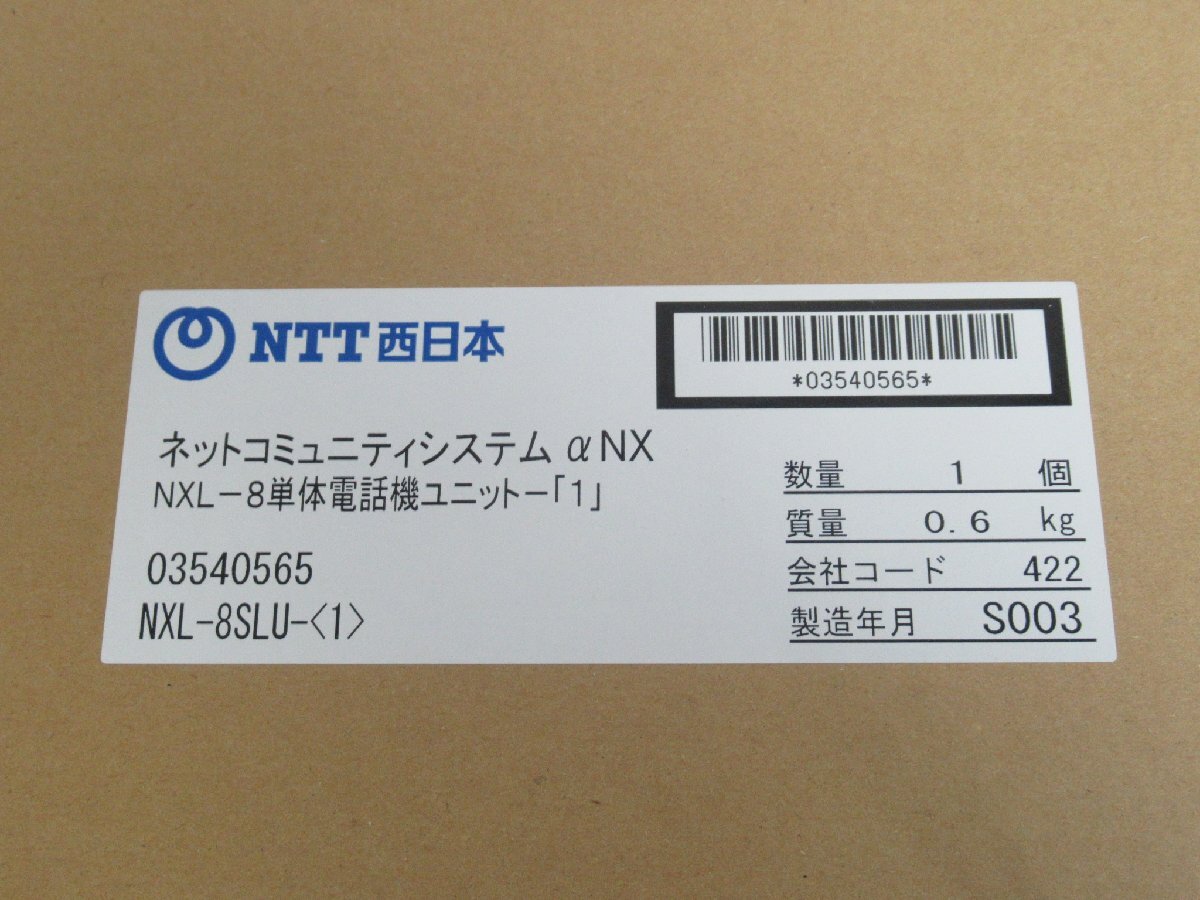 NTT西日本
*03540565*
ネットコミュニティシステム αNX
NXL－8単体電話機ユニット－「1」
03540565
NXL-8SLU-<1>
数量 1 個
質量 0.6 kg
会社コード 422
製造年月 S003